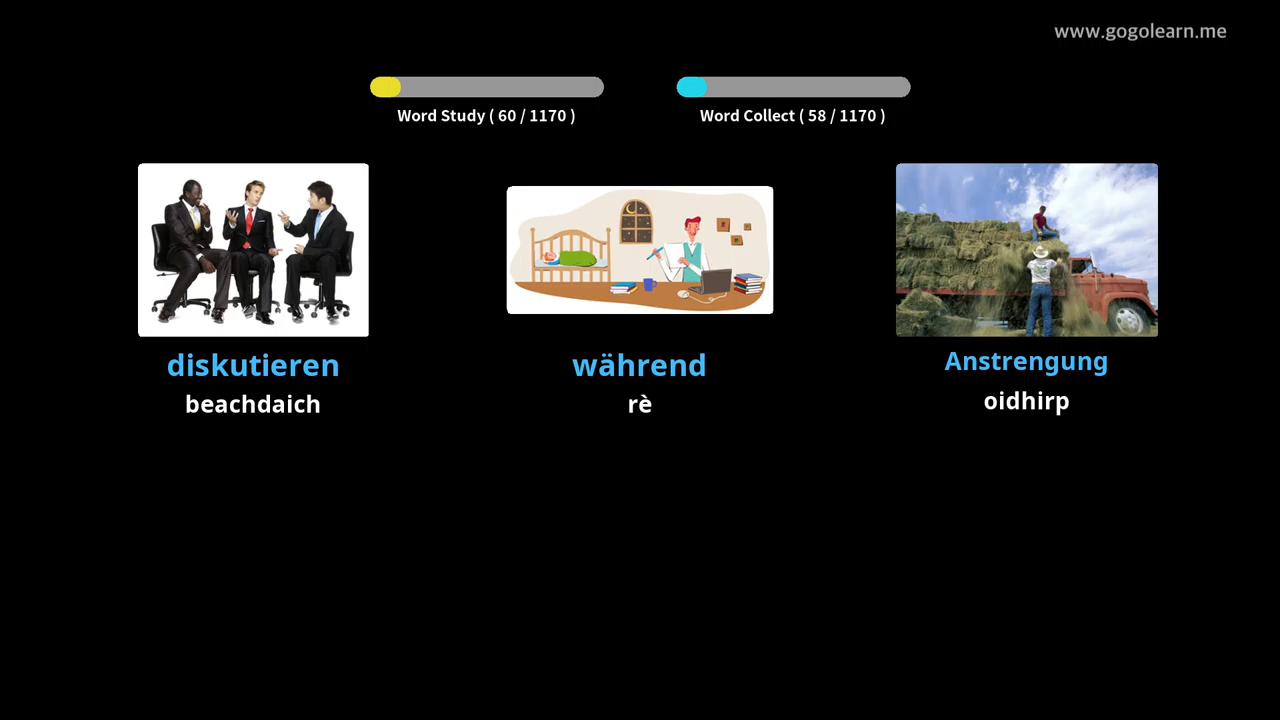 www.gogolearn.me
Word Study ( 60 / 1170 )
Word Collect ( 58 / 1170 )
diskutieren
beachdaich
während
rè
Anstrengung
oidhirp